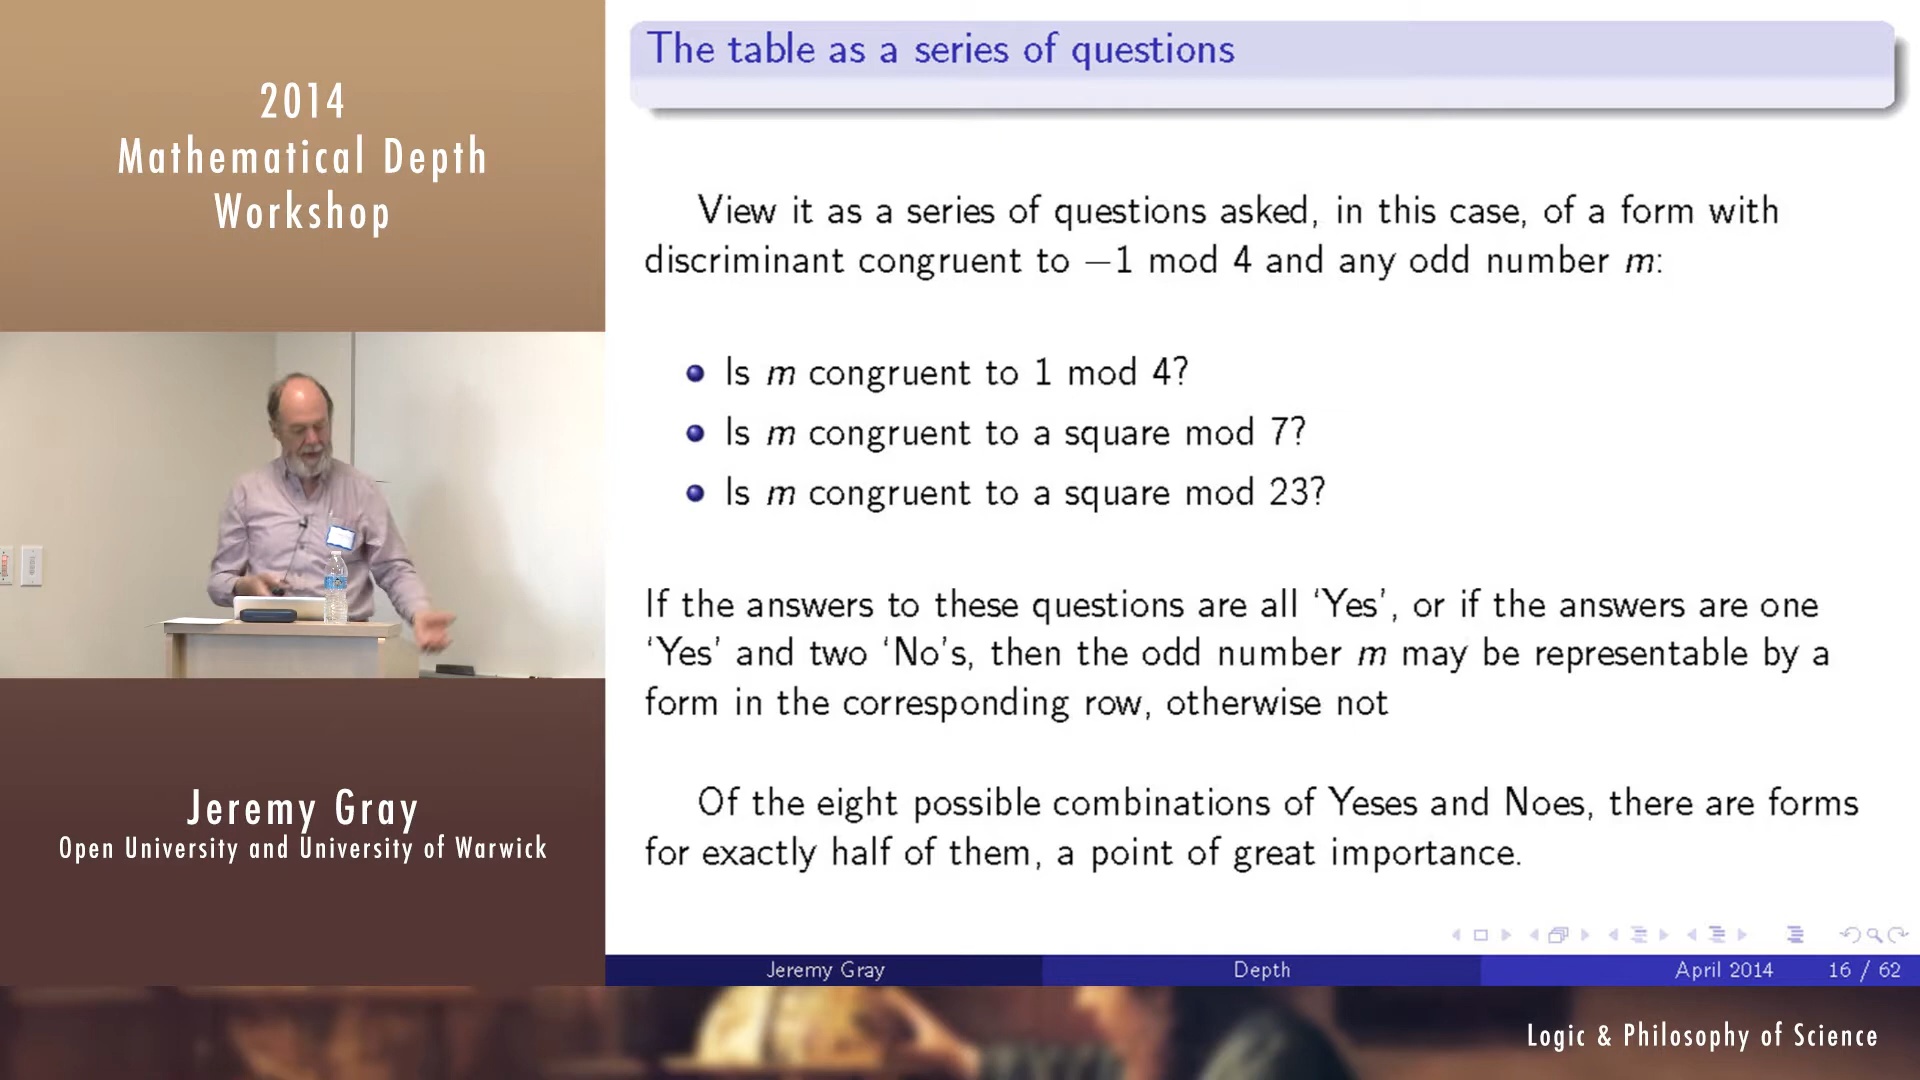 2014
Mathematical Depth
Workshop
Jeremy Gray
Open University and University of Warwick
The table as a series of questions
View it as a series of questions asked, in this case, of a form with
discriminant congruent to −1 mod 4 and any odd number m:
Is m congruent to 1 mod 4?
Is m congruent to a square mod 7?
Is m congruent to a square mod 23?
If the answers to these questions are all ‘Yes’, or if the answers are one
‘Yes’ and two ‘No’s, then the odd number m may be representable by a
form in the corresponding row, otherwise not
Of the eight possible combinations of Yeses and Noes, there are forms
for exactly half of them, a point of great importance.
Jeremy Gray Depth April 2014 16 / 62
Logic & Philosophy of Science